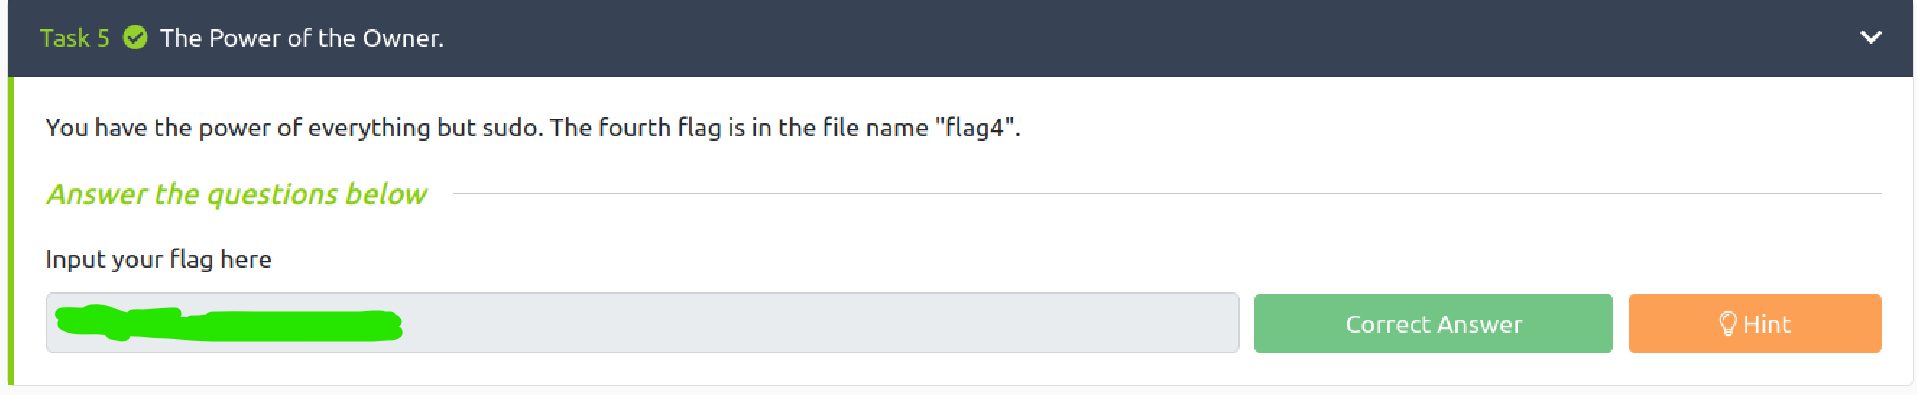 Task 5 The Power of the Owner.
You have the power of everything but sudo. The fourth flag is in the file name "flag4".
Answer the questions below
Input your flag here
Correct Answer Hint